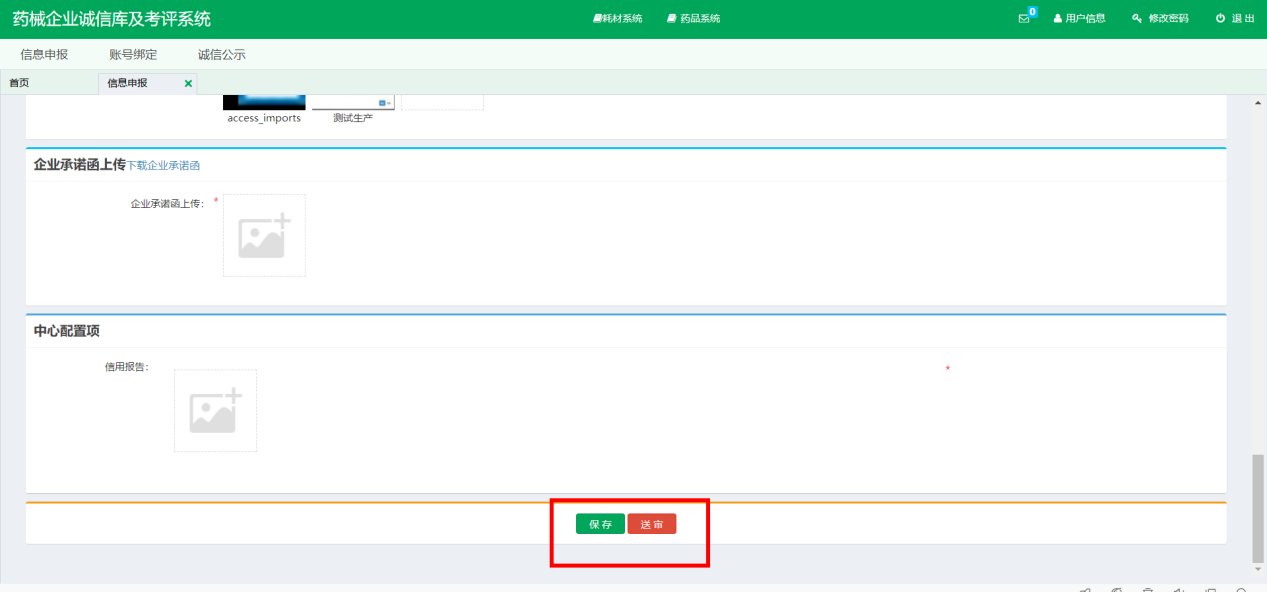 药械企业诚信库及考评系统 耗材系统 药品系统 0 用户信息 修改密码 退 出
信息申报 账号绑定 诚信公示
首页 信息申报
access_imports 测试生产
企业承诺函上传下载企业承诺函
企业承诺函上传： *
中心配置项
信用报告： *
保 存 送 审